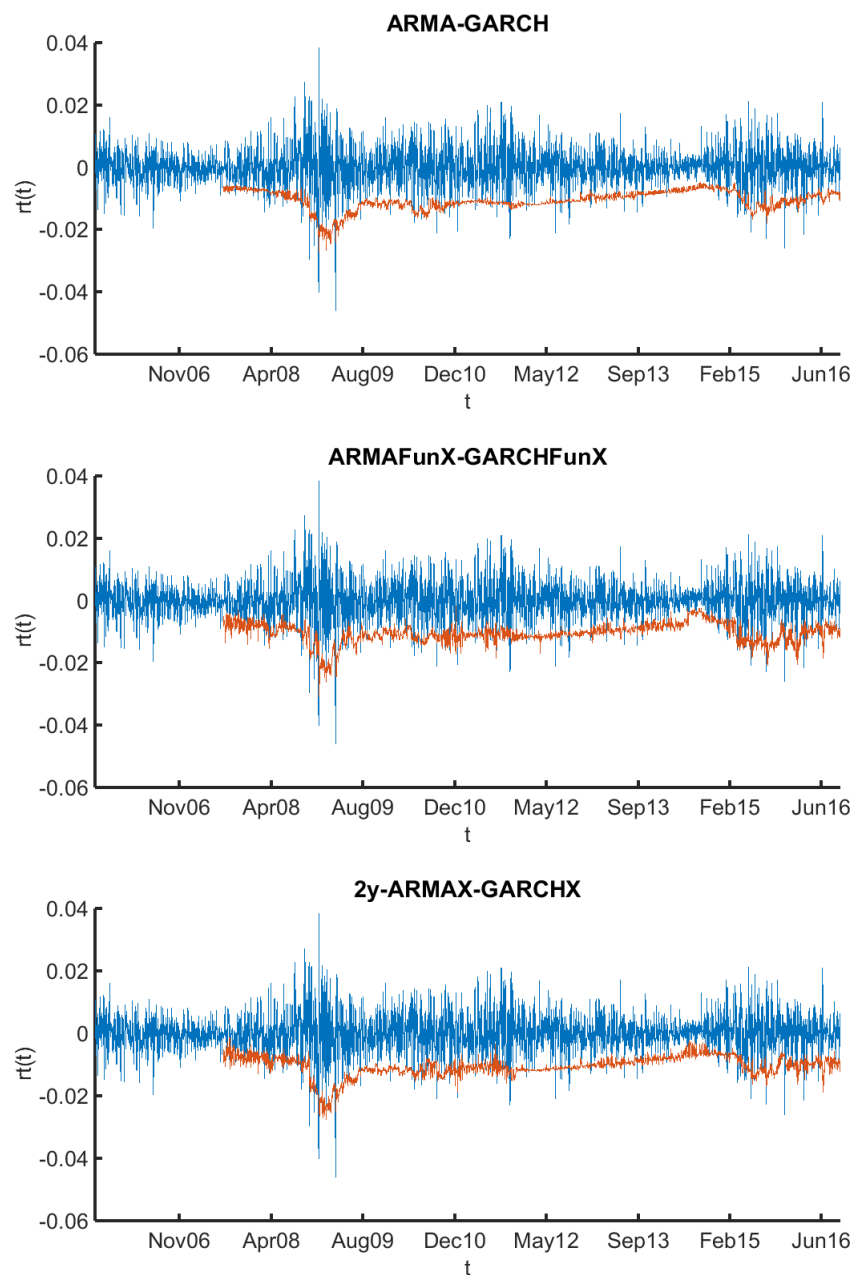 ARMA-GARCH
0.04
0.02
0
-0.02
-0.04
-0.06
rt(t)
Nov06 Apr08 Aug09 Dec10 May12 Sep13 Feb15 Jun16
t
ARMAFunX-GARCHFunX
0.04
0.02
0
-0.02
-0.04
-0.06
rt(t)
Nov06 Apr08 Aug09 Dec10 May12 Sep13 Feb15 Jun16
t
2y-ARMAX-GARCHX
0.04
0.02
0
-0.02
-0.04
-0.06
rt(t)
Nov06 Apr08 Aug09 Dec10 May12 Sep13 Feb15 Jun16
t